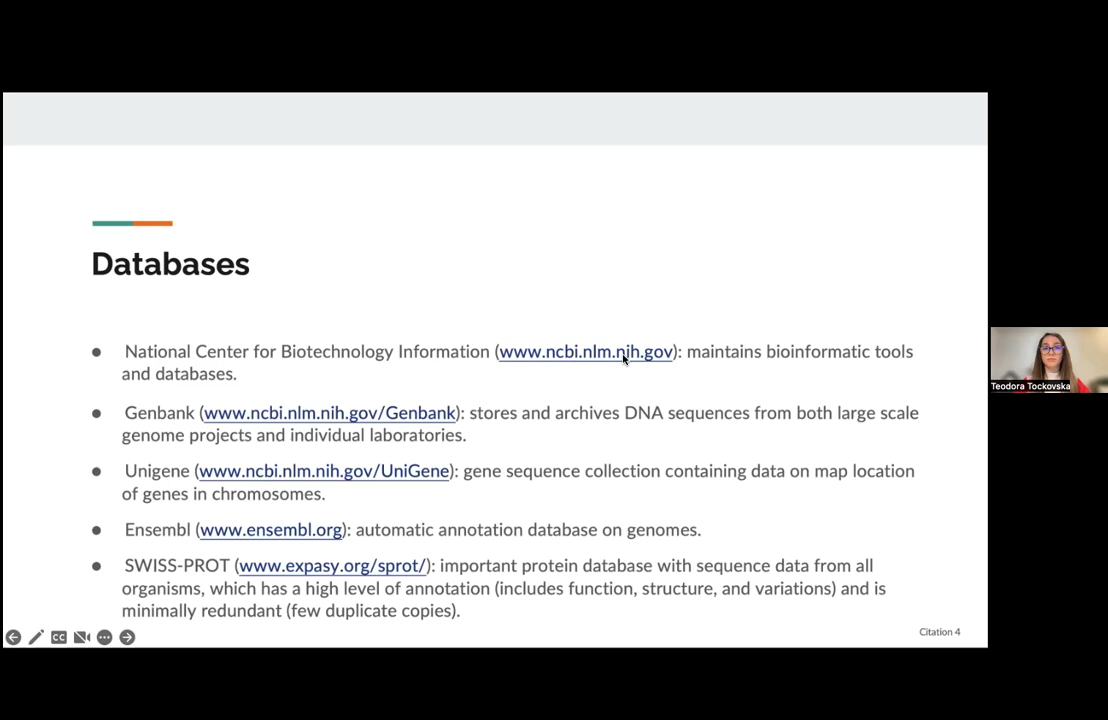 Databases
● National Center for Biotechnology Information (www.ncbi.nlm.nih.gov): maintains bioinformatic tools
and databases.
● Genbank (www.ncbi.nlm.nih.gov/Genbank): stores and archives DNA sequences from both large scale
genome projects and individual laboratories.
● Unigene (www.ncbi.nlm.nih.gov/UniGene): gene sequence collection containing data on map location
of genes in chromosomes.
● Ensembl (www.ensembl.org): automatic annotation database on genomes.
● SWISS-PROT (www.expasy.org/sprot/): important protein database with sequence data from all
organisms, which has a high level of annotation (includes function, structure, and variations) and is
minimally redundant (few duplicate copies).
CC
Citation 4
Teodora Tockovska